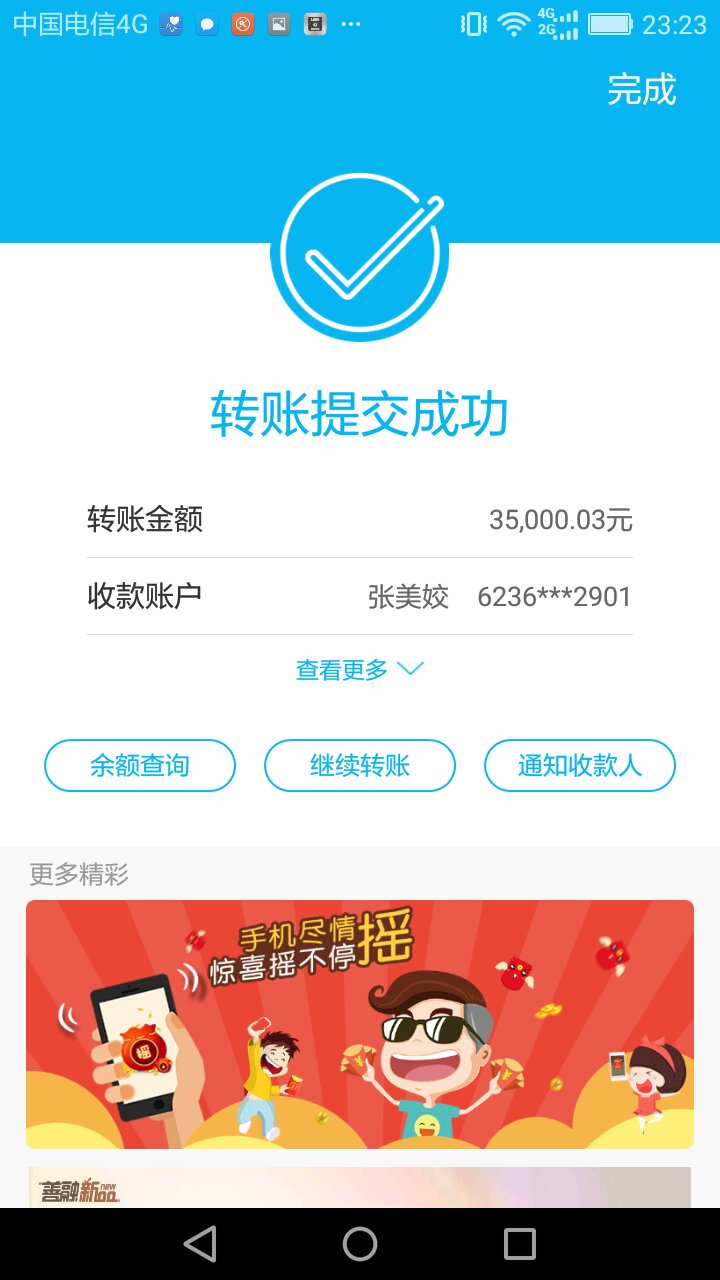 中国电信4G
4G
2G
23:23
完成
转账提交成功
转账金额 35,000.03元
收款账户 张美姣 6236***2901
查看更多
余额查询 继续转账 通知收款人
更多精彩
手机尽情摇
惊喜摇不停
摇
善融新new